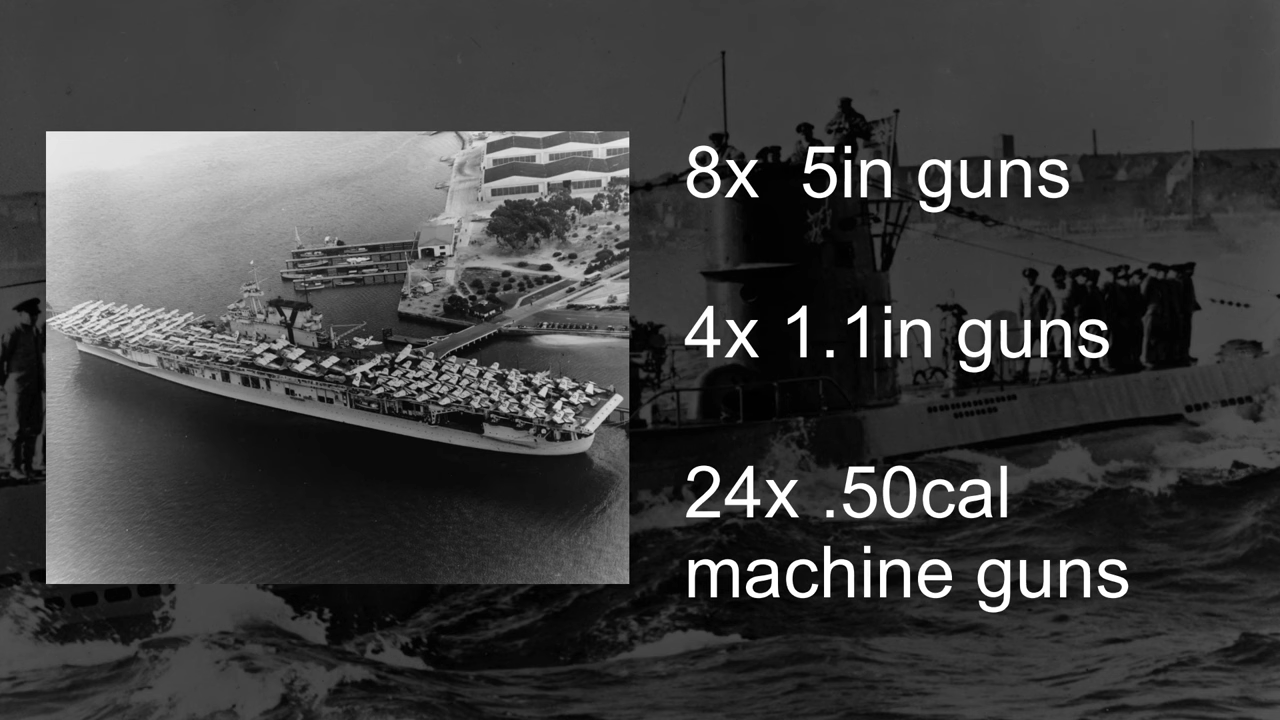 8x  5in guns
4x 1.1in guns
24x .50cal
machine guns